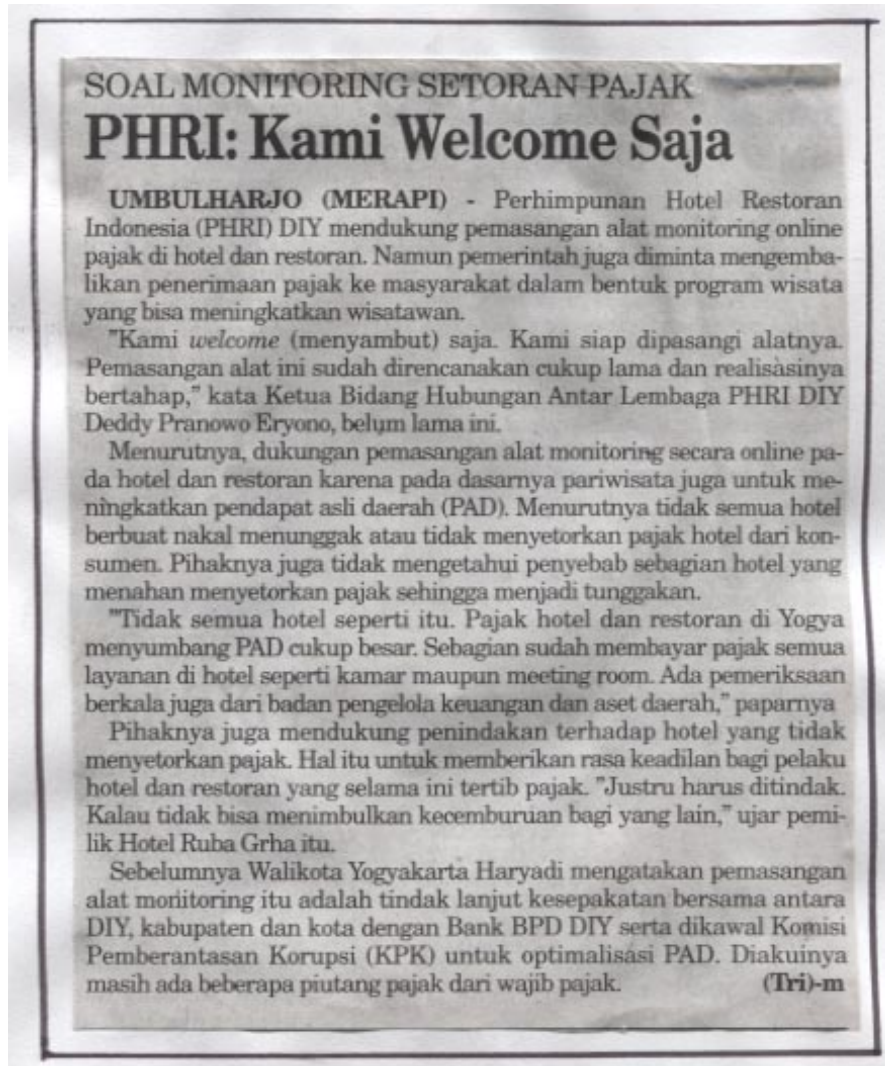 SOAL MONITORING SETORAN PAJAK
PHRI: Kami Welcome Saja
UMBULHARJO (MERAPI) - Perhimpunan Hotel Restoran
Indonesia (PHRI) DIY mendukung pemasangan alat monitoring online
pajak di hotel dan restoran. Namun pemerintah juga diminta mengemba-
likan penerimaan pajak ke masyarakat dalam bentuk program wisata
yang bisa meningkatkan wisatawan.
"Kami welcome (menyambut) saja. Kami siap dipasangi alatnya.
Pemasangan alat ini sudah direncanakan cukup lama dan realisasinya
bertahap," kata Ketua Bidang Hubungan Antar Lembaga PHRI DIY
Deddy Pranowo Eryono, belum lama ini.
Menurutnya, dukungan pemasangan alat monitoring secara online pa-
da hotel dan restoran karena pada dasarnya pariwisata juga untuk me-
ningkatkan pendapat asli daerah (PAD). Menurutnya tidak semua hotel
berbuat nakal menunggak atau tidak menyetorkan pajak hotel dari kon-
sumen. Pihaknya juga tidak mengetahui penyebab sebagian hotel yang
menahan menyetorkan pajak sehingga menjadi tunggakan.
"Tidak semua hotel seperti itu. Pajak hotel dan restoran di Yogya
menyumbang PAD cukup besar. Sebagian sudah membayar pajak semua
layanan di hotel seperti kamar maupun meeting room. Ada pemeriksaan
berkala juga dari badan pengelola keuangan dan aset daerah," paparnya
Pihaknya juga mendukung penindakan terhadap hotel yang tidak
menyetorkan pajak. Hal itu untuk memberikan rasa keadilan bagi pelaku
hotel dan restoran yang selama ini tertib pajak. "Justru harus ditindak.
Kalau tidak bisa menimbulkan kecemburuan bagi yang lain," ujar pemi-
lik Hotel Ruba Grha itu.
Sebelumnya Walikota Yogyakarta Haryadi mengatakan pemasangan
alat monitoring itu adalah tindak lanjut kesepakatan bersama antara
DIY, kabupaten dan kota dengan Bank BPD DIY serta dikawal Komisi
Pemberantasan Korupsi (KPK) untuk optimalisasi PAD. Diakuinya
masih ada beberapa piutang pajak dari wajib pajak. (Tri)-m